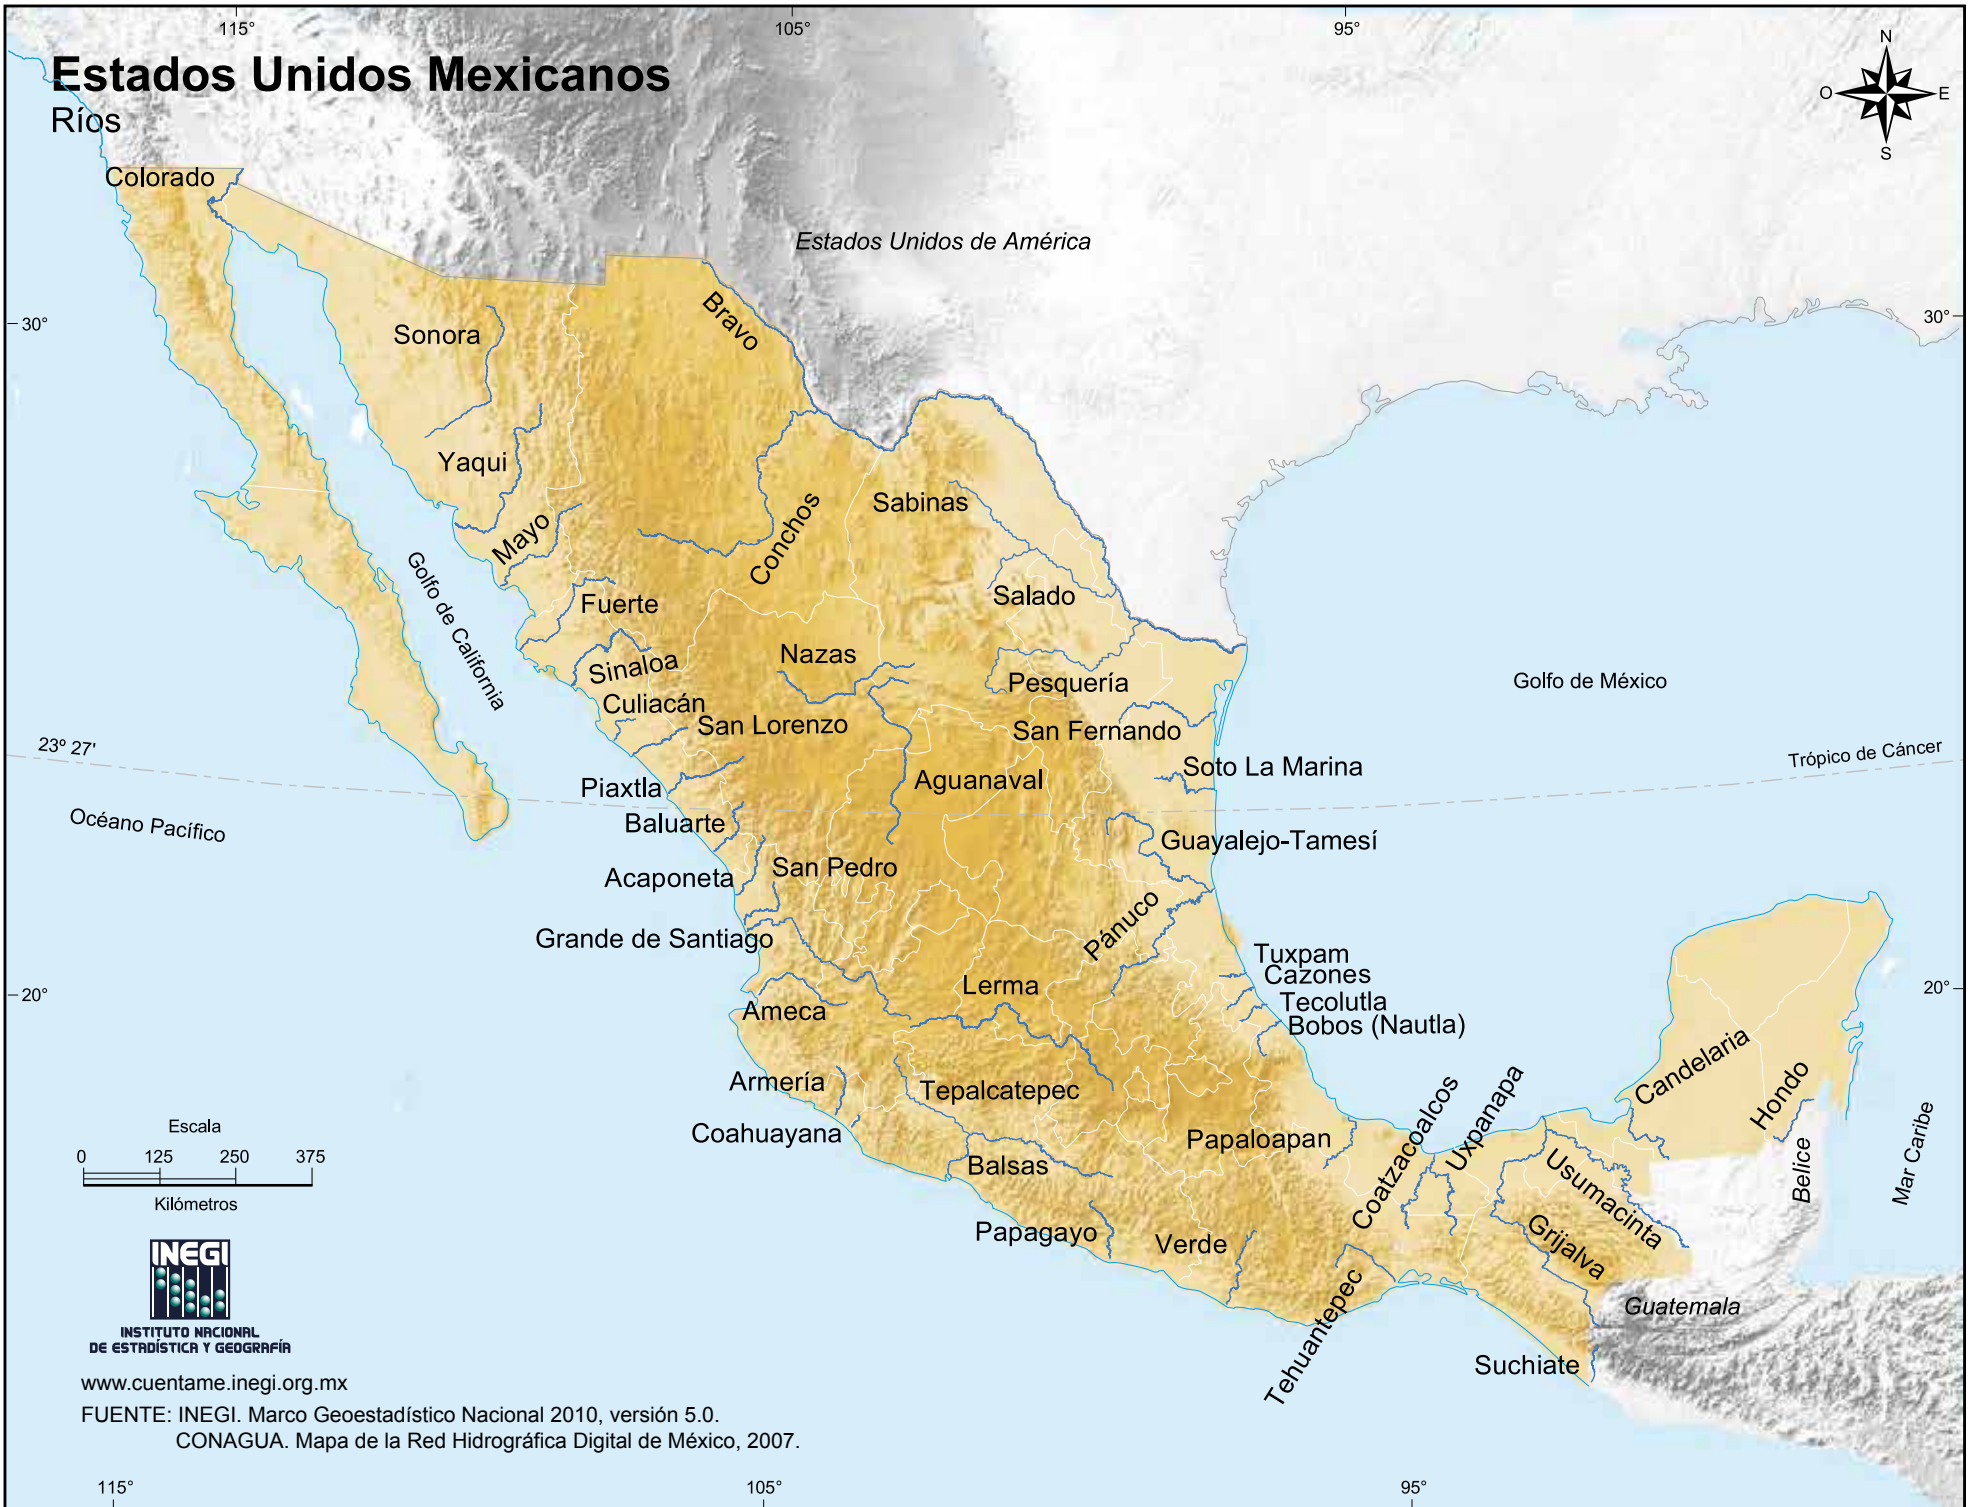 115°
105°
95°
Estados Unidos Mexicanos
Ríos
N
O
E
S
Colorado
Estados Unidos de América
30°
30°
Sonora
Bravo
Yaqui
Mayo
Conchos
Sabinas
Golfo de California
Fuerte
Salado
Sinaloa
Nazas
Pesquería
Golfo de México
Culiacán
San Lorenzo
San Fernando
23° 27'
Trópico de Cáncer
Piaxtla
Aguanaval
Soto La Marina
Océano Pacífico
Baluarte
Guayalejo-Tamesí
Acaponeta
San Pedro
Pánuco
Grande de Santiago
Tuxpam
Cazones
20°
20°
Lerma
Tecolutla
Ameca
Bobos (Nautla)
Candelaria
Hondo
Armería
Tepalcatepec
Coatzacoalcos
Uxpanapa
Coahuayana
Papaloapan
Balsas
Usumacinta
Belice
Mar Caribe
Papagayo
Verde
Grijalva
Tehuantepec
Guatemala
Suchiate
Escala
0 125 250 375
Kilómetros
INEGI
INSTITUTO NACIONAL
DE ESTADÍSTICA Y GEOGRAFÍA
www.cuentame.inegi.org.mx
FUENTE: INEGI. Marco Geoestadístico Nacional 2010, versión 5.0.
CONAGUA. Mapa de la Red Hidrográfica Digital de México, 2007.
115°
105°
95°